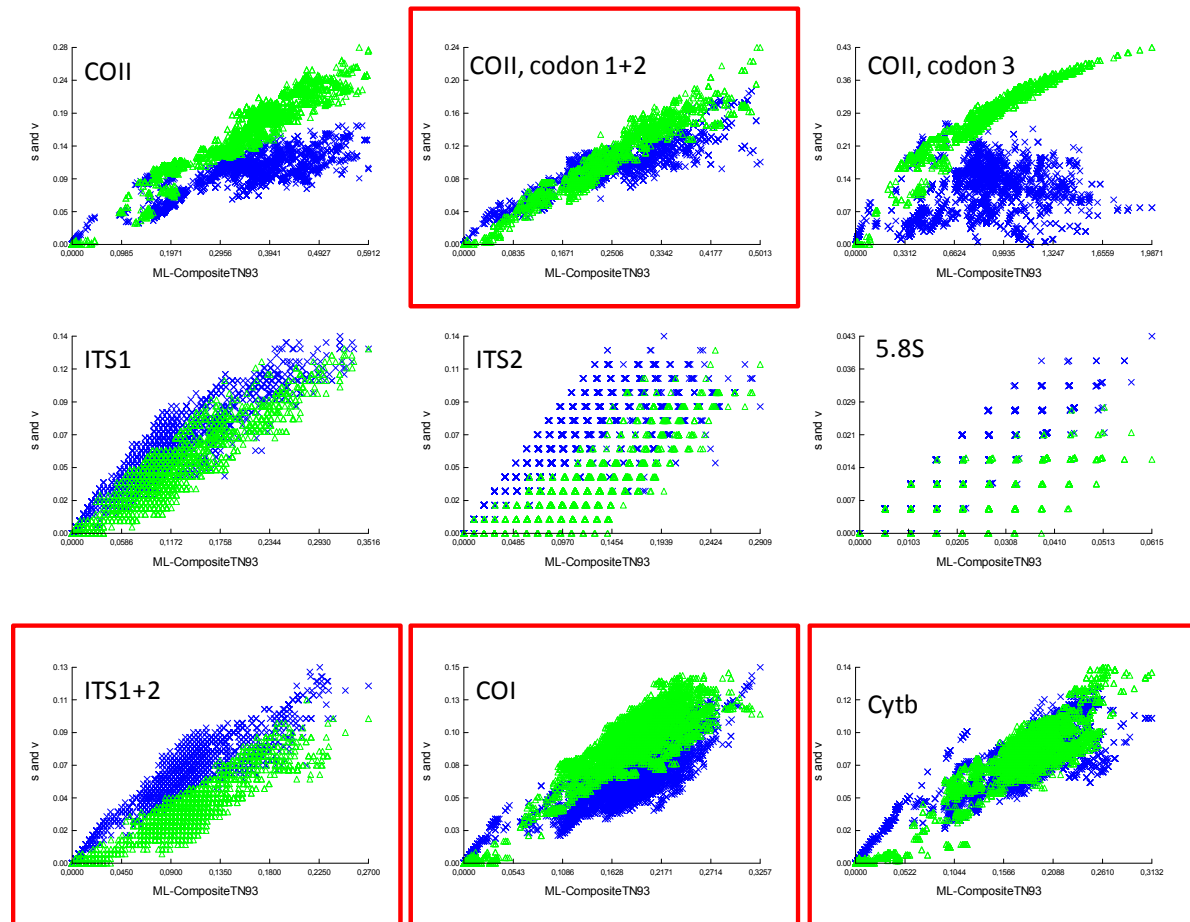 COII
s and v
0.28
0.24
0.19
0.14
0.09
0.05
0.00
0,0000 0,0985 0,1971 0,2956 0,3941 0,4927 0,5912
ML-CompositeTN93
COII, codon 1+2
s and v
0.24
0.20
0.16
0.12
0.08
0.04
0.00
0,0000 0,0835 0,1671 0,2506 0,3342 0,4177 0,5013
ML-CompositeTN93
COII, codon 3
s and v
0.43
0.36
0.28
0.21
0.14
0.07
0.00
0,0000 0,3312 0,6624 0,9935 1,3247 1,6559 1,9871
ML-CompositeTN93
ITS1
s and v
0.14
0.12
0.09
0.07
0.05
0.02
0.00
0,0000 0,0586 0,1172 0,1758 0,2344 0,2930 0,3516
ML-CompositeTN93
ITS2
s and v
0.14
0.11
0.09
0.07
0.05
0.02
0.00
0,0000 0,0485 0,0970 0,1454 0,1939 0,2424 0,2909
ML-CompositeTN93
5.8S
s and v
0.043
0.036
0.028
0.021
0.014
0.007
0.000
0,0000 0,0103 0,0205 0,0308 0,0410 0,0513 0,0615
ML-CompositeTN93
ITS1+2
s and v
0.13
0.11
0.09
0.07
0.04
0.02
0.00
0,0000 0,0450 0,0900 0,1350 0,1800 0,2250 0,2700
ML-CompositeTN93
COI
s and v
0.15
0.13
0.10
0.08
0.05
0.03
0.00
0,0000 0,0543 0,1086 0,1628 0,2171 0,2714 0,3257
ML-CompositeTN93
Cytb
s and v
0.14
0.12
0.09
0.07
0.05
0.02
0.00
0,0000 0,0522 0,1044 0,1566 0,2088 0,2610 0,3132
ML-CompositeTN93